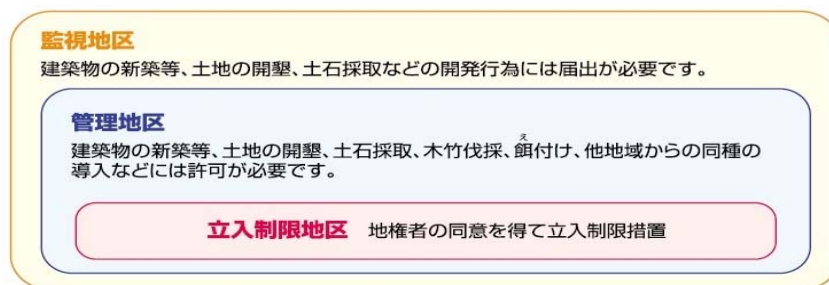 監視地区
建築物の新築等、土地の開墾、土石採取などの開発行為には届出が必要です。
管理地区
え
建築物の新築等、土地の開墾、土石採取、木竹伐採、餌付け、他地域からの同種の
導入などには許可が必要です。
立入制限地区 地権者の同意を得て立入制限措置